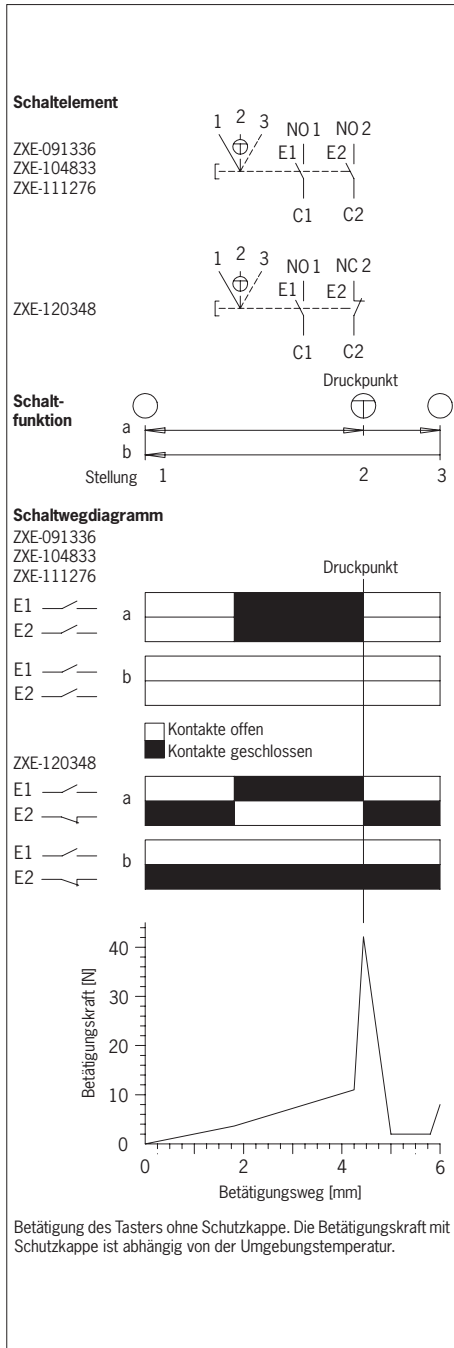 Schaltelement
ZXE-091336
ZXE-104833
ZXE-111276
1 2 3 NO 1 NO 2
E1 E2
C1 C2
ZXE-120348
1 2 3 NO 1 NC 2
E1 E2
C1 C2
Druckpunkt
Schalt-
funktion
a
b
Stellung 1 2 3
Schaltwegdiagramm
ZXE-091336
ZXE-104833
ZXE-111276
Druckpunkt
E1
a
E2
E1
b
E2
Kontakte offen
Kontakte geschlossen
ZXE-120348
E1
a
E2
E1
b
E2
Betätigungskraft [N]
40
30
20
10
0
0 2 4 6
Betätigungsweg [mm]
Betätigung des Tasters ohne Schutzkappe. Die Betätigungskraft mit
Schutzkappe ist abhängig von der Umgebungstemperatur.